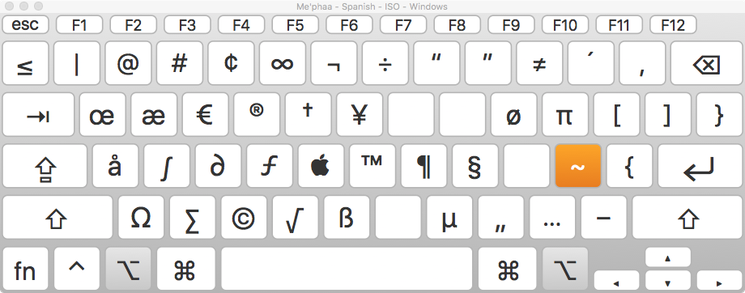 Me'phaa - Spanish - ISO - Windows
esc F1 F2 F3 F4 F5 F6 F7 F8 F9 F10 F11 F12
≤ | @ # ¢ ∞ ¬ ÷ “ ” ≠ ´ ‚ ⌫
⇥ œ æ € ® † ¥ ø π [ ] }
⇪ å ∫ ∂ ƒ  ™ ¶ § ~ { ↵
⇧ Ω ∑ © √ ß µ „ … – ⇧
fn ^ ⌥ ⌘ ⌘ ⌥ ◂ ▴ ▾ ▸